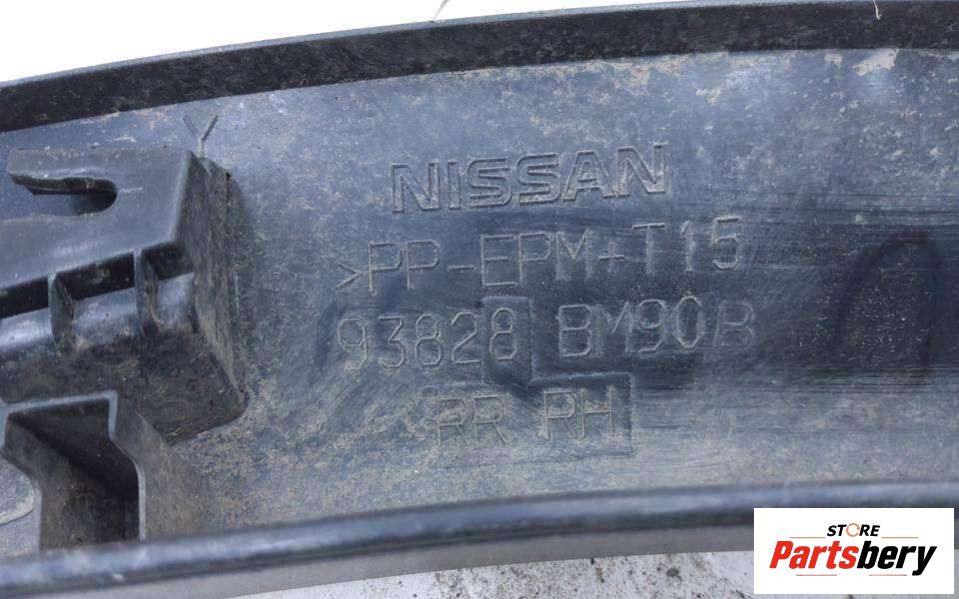 NISSAN
>PP-EPM+T15
93828 BM90B
RR RH
STORE
Partsbery